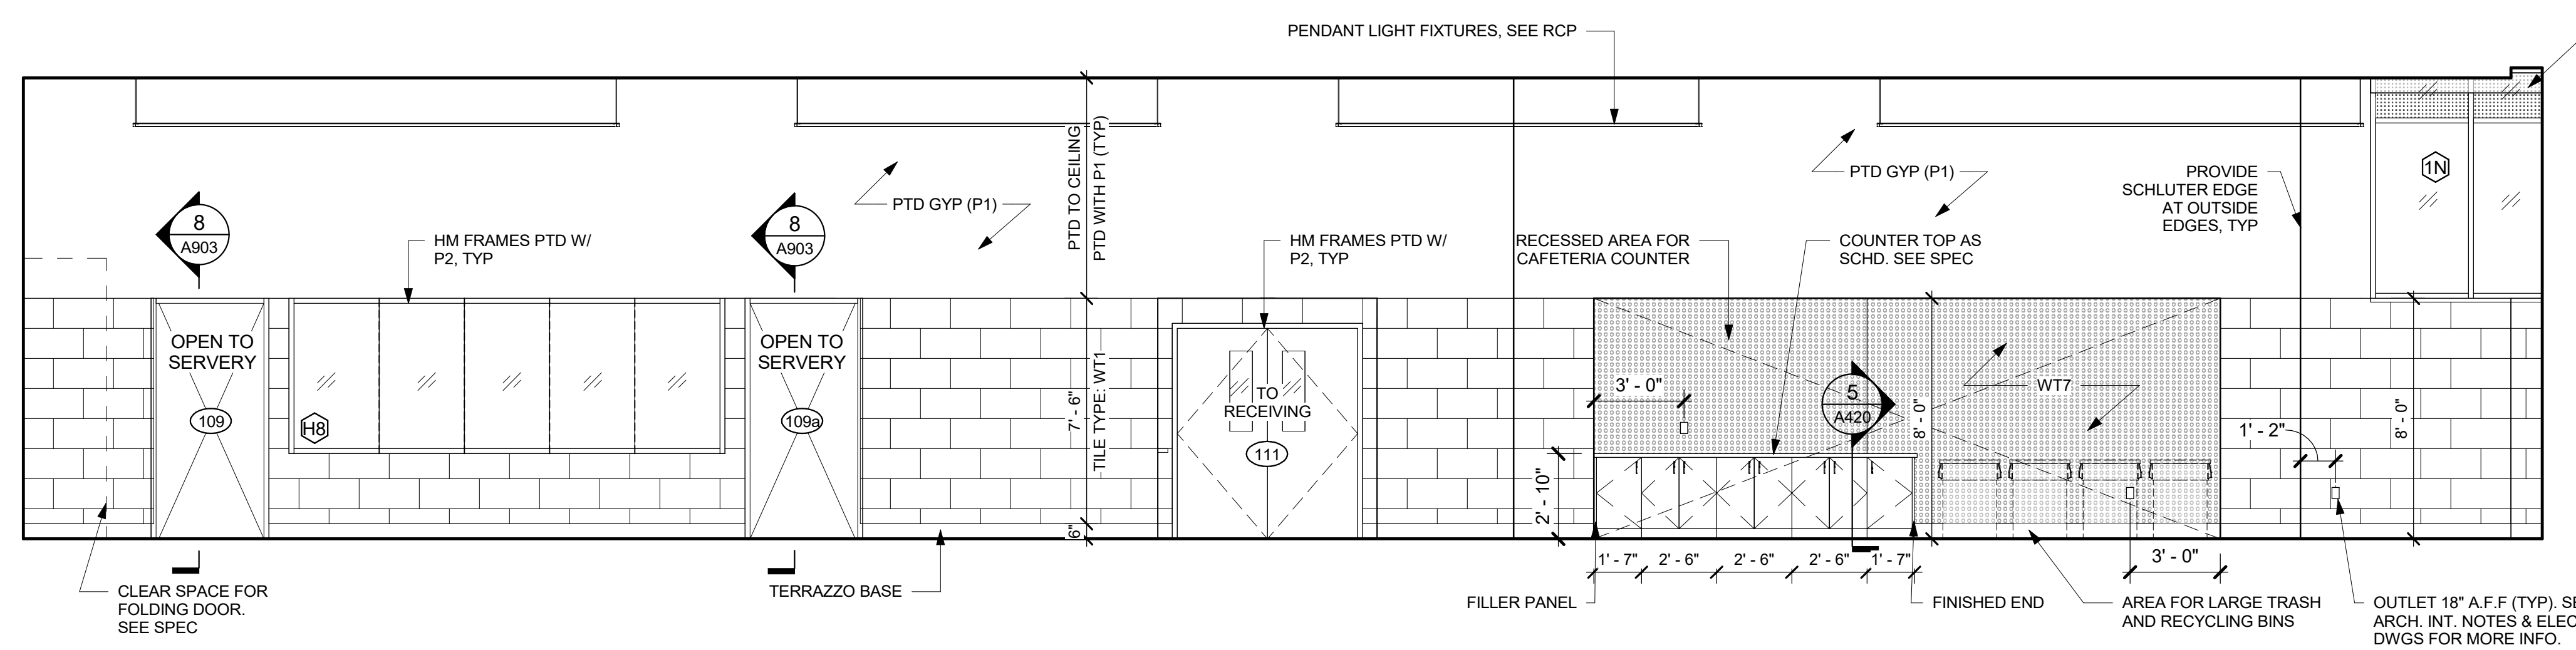 PENDANT LIGHT FIXTURES, SEE RCP
PTD TO CEILING
PTD WITH P1 (TYP)
PTD GYP (P1)
PTD GYP (P1)
PROVIDE
SCHLUTER EDGE
AT OUTSIDE
EDGES, TYP
1N
8
A903
8
A903
HM FRAMES PTD W/
P2, TYP
HM FRAMES PTD W/
P2, TYP
RECESSED AREA FOR
CAFETERIA COUNTER
COUNTER TOP AS
SCHD. SEE SPEC
OPEN TO
SERVERY
109
H8
OPEN TO
SERVERY
109a
7' - 6"
TILE TYPE: WT1
6"
TO
RECEIVING
111
3' - 0"
5
A420
8' - 0"
WT7
1' - 2"
8' - 0"
2' - 10"
1' - 7"
2' - 6"
2' - 6"
2' - 6"
1' - 7"
3' - 0"
CLEAR SPACE FOR
FOLDING DOOR.
SEE SPEC
TERRAZZO BASE
FILLER PANEL
FINISHED END
AREA FOR LARGE TRASH
AND RECYCLING BINS
OUTLET 18" A.F.F (TYP). SE
ARCH. INT. NOTES & ELEC
DWGS FOR MORE INFO.